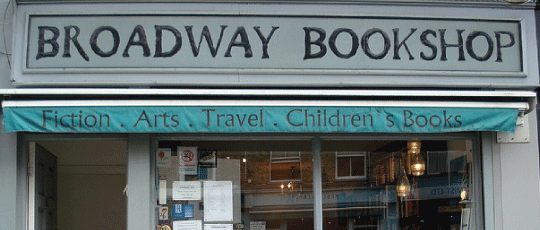 BROADWAY BOOKSHOP
Fiction . Arts . Travel . Children`s Books